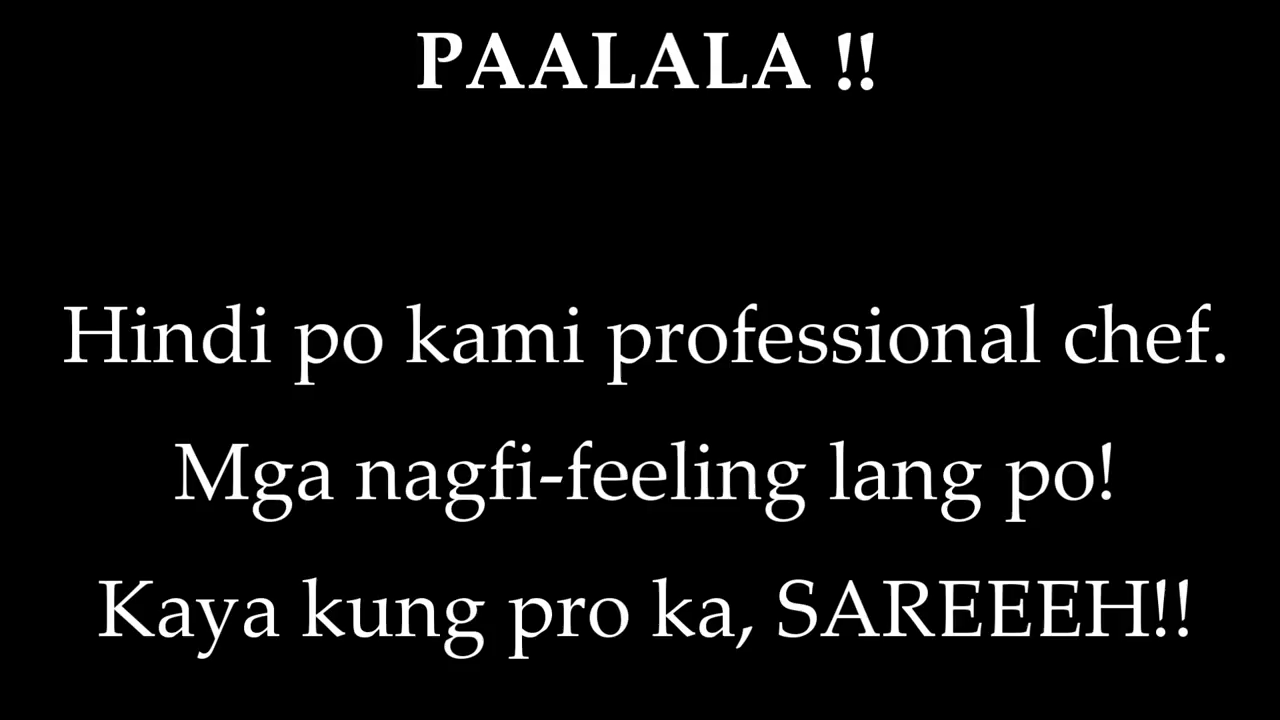 PAALALA !!
Hindi po kami professional chef.
Mga nagfi-feeling lang po!
Kaya kung pro ka, SAREEEH!!